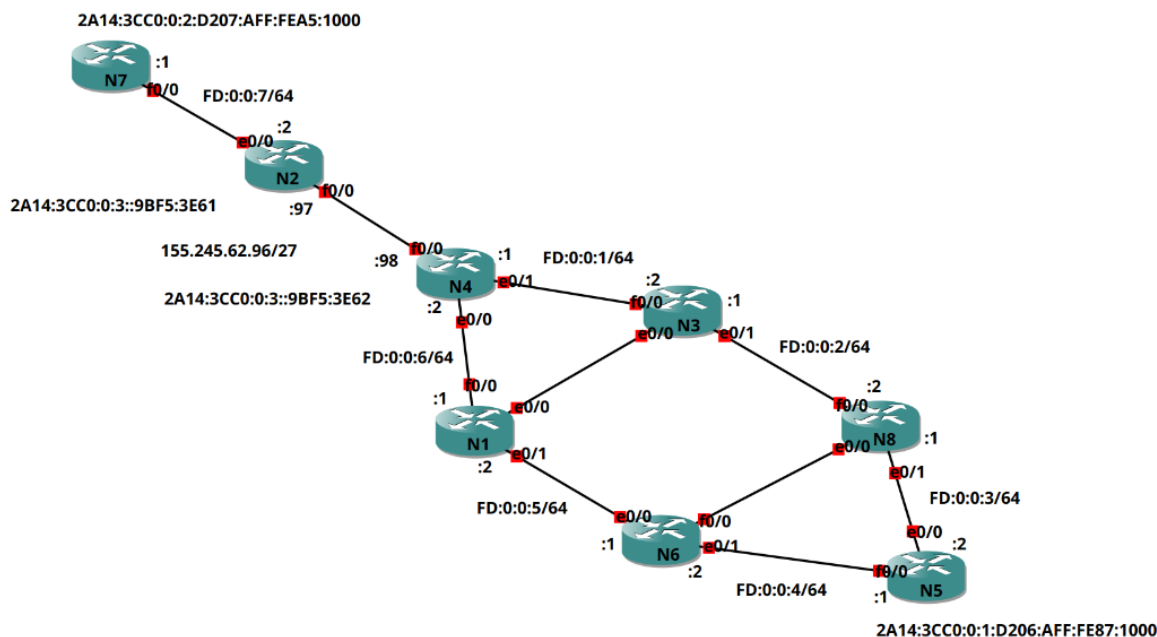 2A14:3CC0:0:2:D207:AFF:FEA5:1000
:1
N7
f0/0
FD:0:0:7/64
:2
e0/0
N2
f0/0
2A14:3CC0:0:3::9BF5:3E61
:97
155.245.62.96/27
f0/0
:98
:1
FD:0:0:1/64
N4
e0/1
:2
2A14:3CC0:0:3::9BF5:3E62
:2
f0/0
:1
N3
e0/0
e0/0
e0/1
FD:0:0:2/64
FD:0:0:6/64
f0/0
:2
:1
e0/0
f0/0
N1
:1
N8
e0/0
e0/1
:2
e0/1
FD:0:0:5/64
FD:0:0:3/64
e0/0
f0/0
e0/0
:1
N6
e0/1
:2
:2
f0/0
FD:0:0:4/64
N5
:1
2A14:3CC0:0:1:D206:AFF:FE87:1000